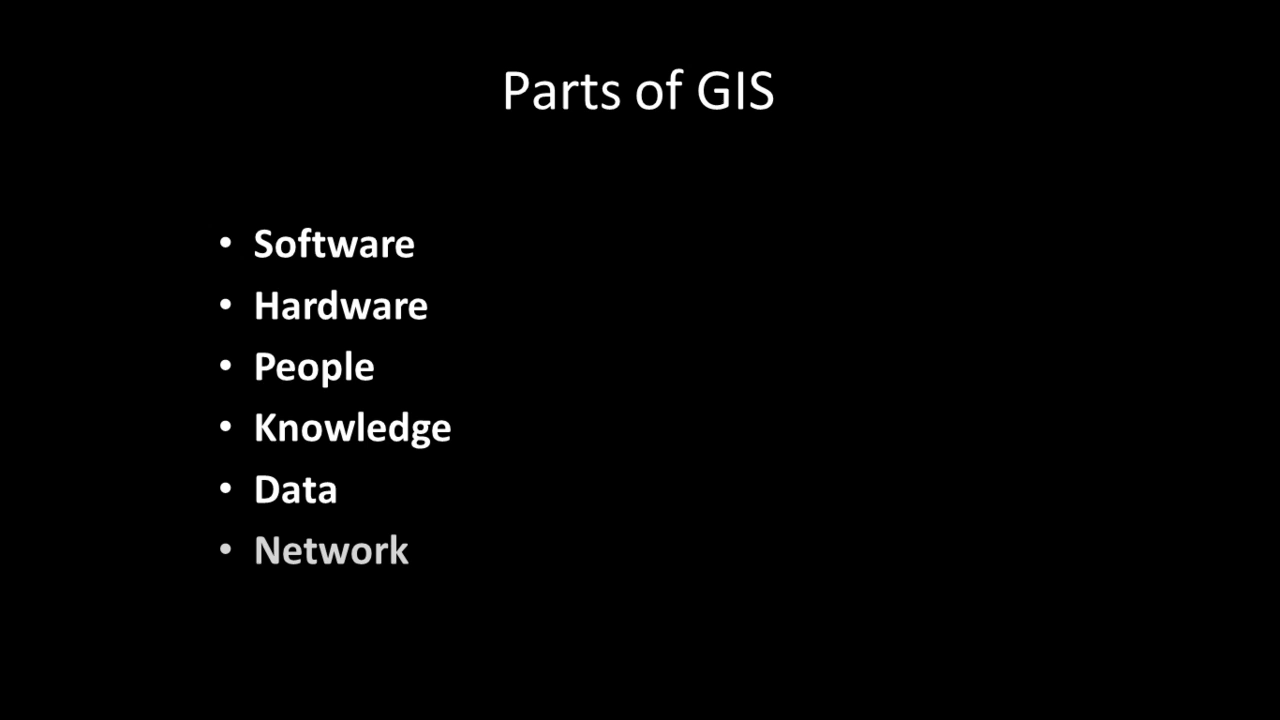 Parts of GIS
• Software
• Hardware
• People
• Knowledge
• Data
• Network